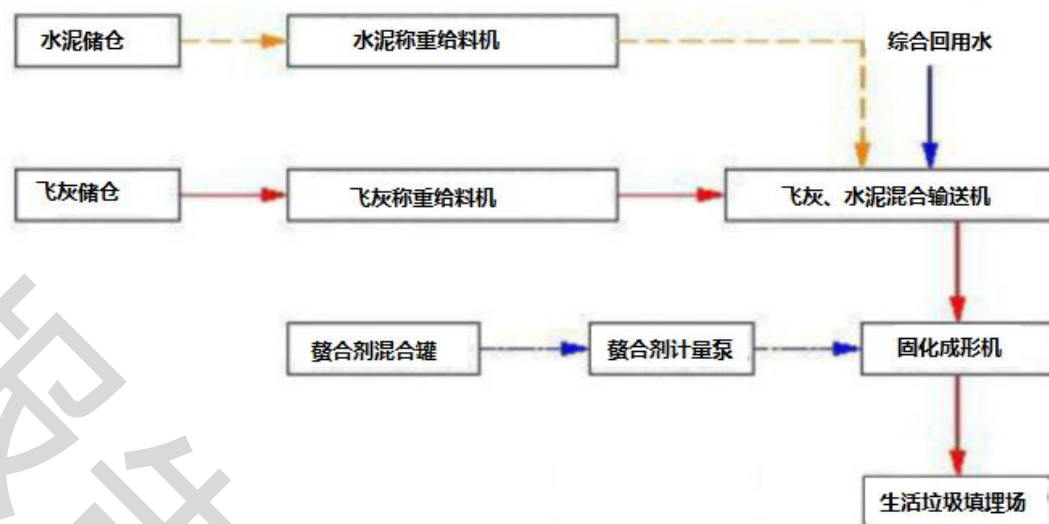 水泥储仓
水泥称重给料机
综合回用水
飞灰储仓
飞灰称重给料机
飞灰、水泥混合输送机
螯合剂混合罐
螯合剂计量泵
固化成形机
生活垃圾填埋场